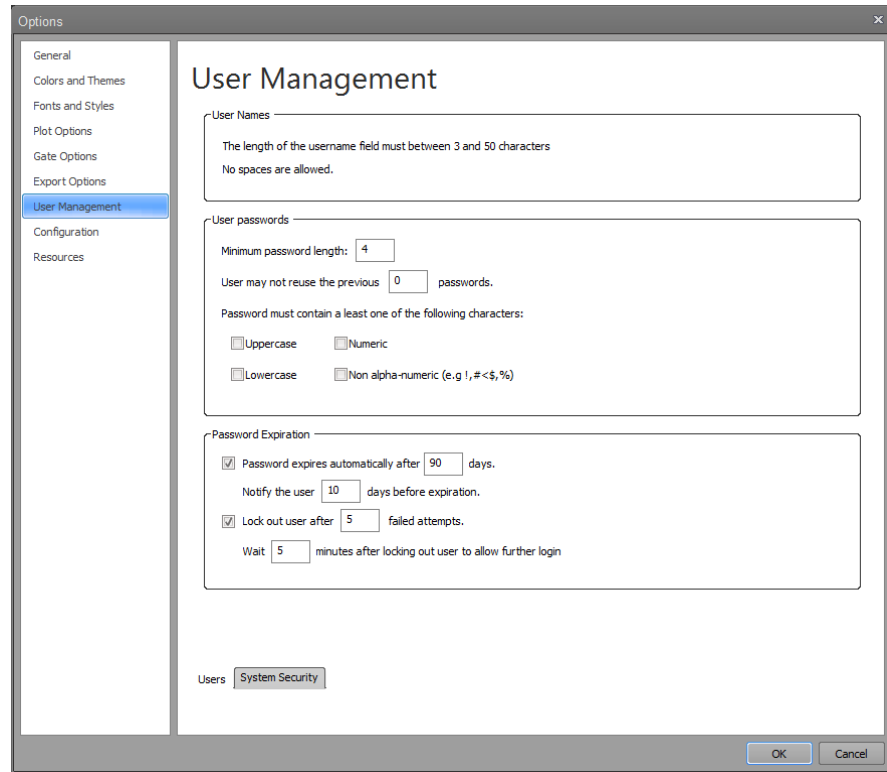 Options
General
Colors and Themes
Fonts and Styles
Plot Options
Gate Options
Export Options
User Management
Configuration
Resources
User Management
User Names
The length of the username field must between 3 and 50 characters
No spaces are allowed.
User passwords
Minimum password length: 4
User may not reuse the previous 0 passwords.
Password must contain a least one of the following characters:
Uppercase Numeric
Lowercase Non alpha-numeric (e.g !,#<$,%)
Password Expiration
Password expires automatically after 90 days.
Notify the user 10 days before expiration.
Lock out user after 5 failed attempts.
Wait 5 minutes after locking out user to allow further login
Users System Security
OK Cancel